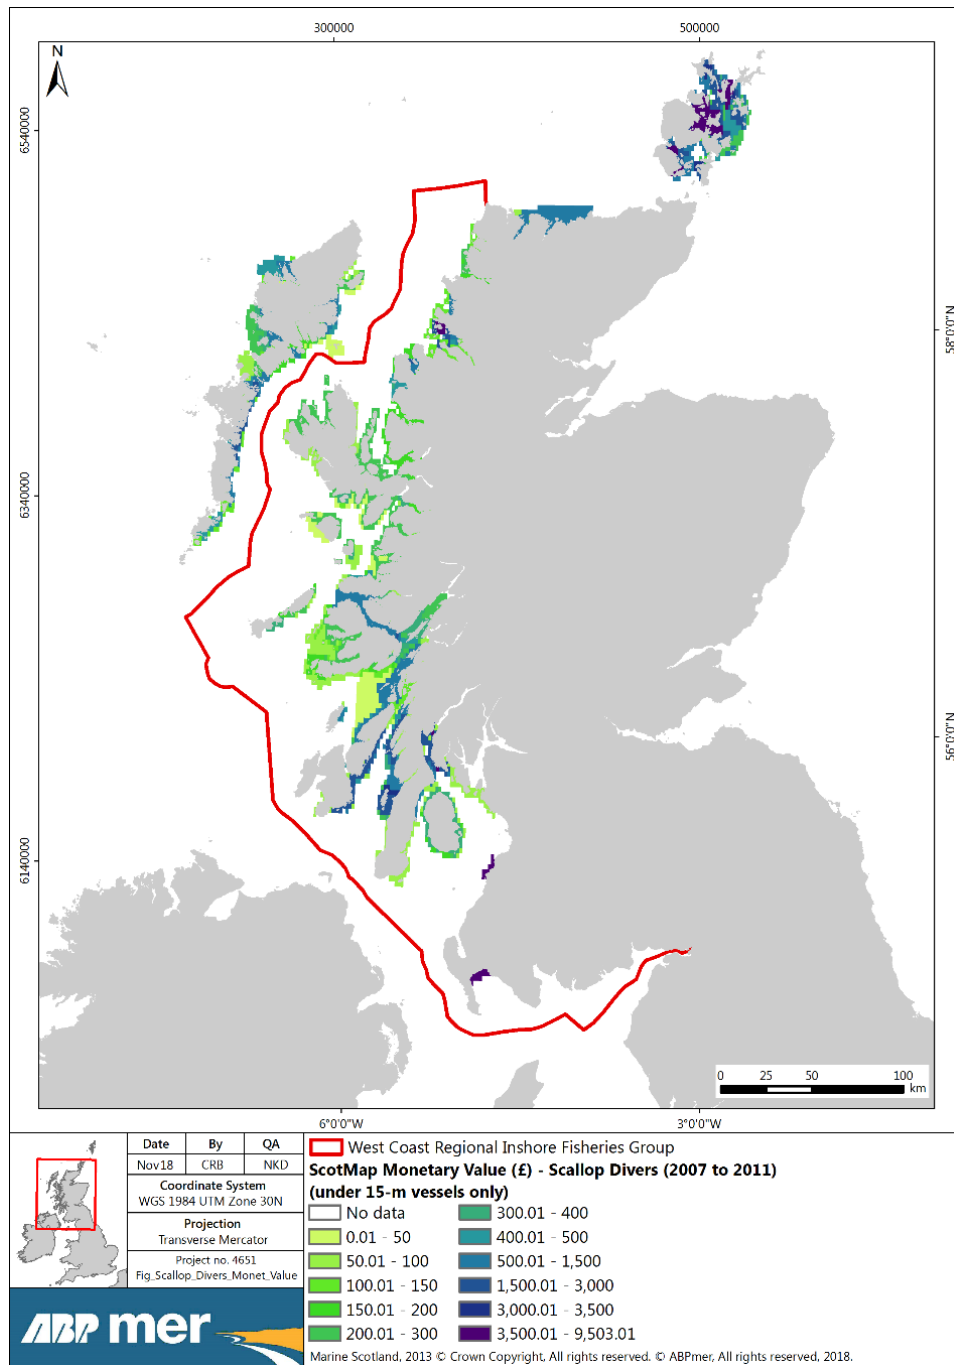 300000
500000
N
6540000
58°0'0"N
6340000
56°0'0"N
6140000
0 25 50 100
km
6°0'0"W
3°0'0"W
Date By QA
Nov18 CRB NKD
Coordinate System
WGS 1984 UTM Zone 30N
Projection
Transverse Mercator
Project no. 4651
Fig_Scallop_Divers_Monet_Value
ABPmer
West Coast Regional Inshore Fisheries Group
ScotMap Monetary Value (£) - Scallop Divers (2007 to 2011)
(under 15-m vessels only)
No data
0.01 - 50
50.01 - 100
100.01 - 150
150.01 - 200
200.01 - 300
300.01 - 400
400.01 - 500
500.01 - 1,500
1,500.01 - 3,000
3,000.01 - 3,500
3,500.01 - 9,503.01
Marine Scotland, 2013 © Crown Copyright, All rights reserved. © ABPmer, All rights reserved, 2018.